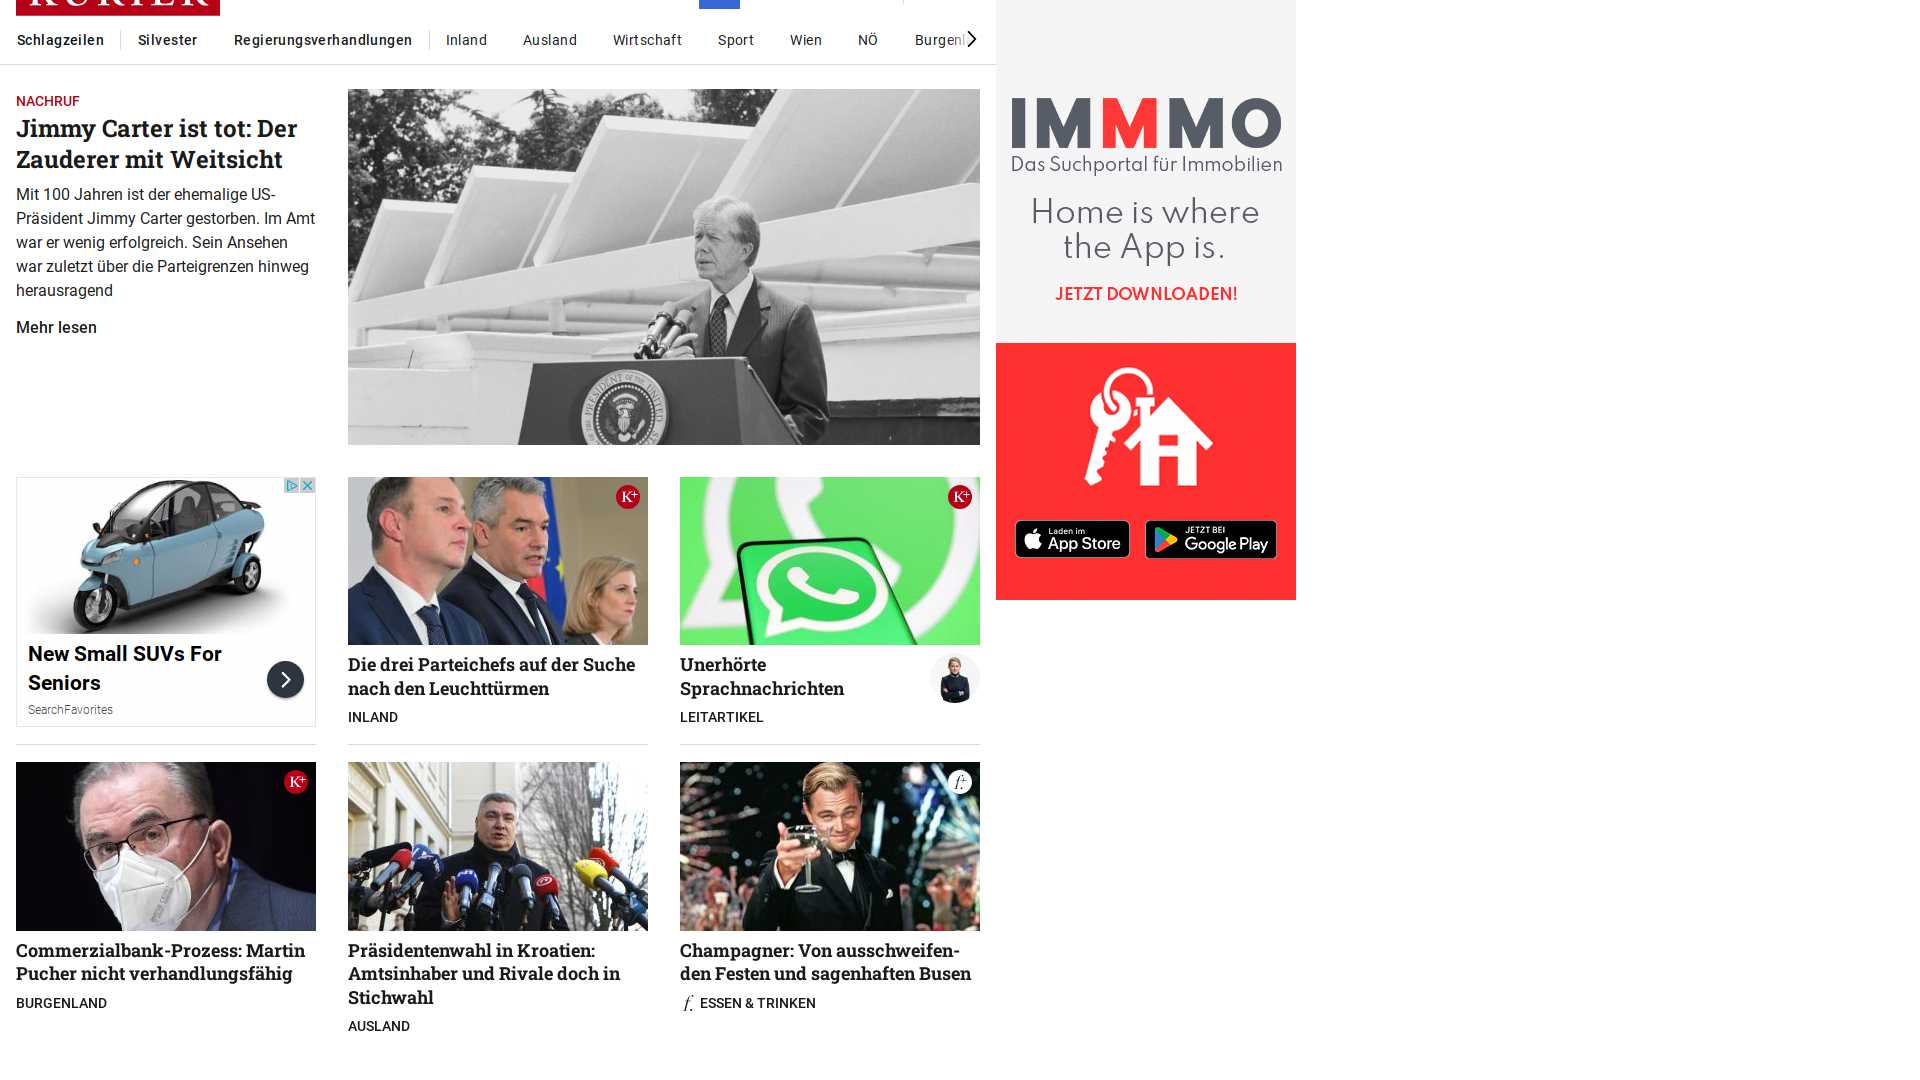 KURIER
Schlagzeilen
Silvester
Regierungsverhandlungen
Inland
Ausland
Wirtschaft
Sport
Wien
NÖ
NACHRUF
Jimmy Carter ist tot: Der
Zauderer mit Weitsicht
Mit 100 Jahren ist der ehemalige US-
Präsident Jimmy Carter gestorben. Im Amt
war er wenig erfolgreich. Sein Ansehen
war zuletzt über die Parteigrenzen hinweg
herausragend
Mehr lesen
IMMMO
Das Suchportal für Immobilien
Home is where
the App is.
JETZT DOWNLOADEN!
Laden im
App Store
JETZT BEI
Google Play
New Small SUVs For
Seniors
SearchFavorites
K+
Die drei Parteichefs auf der Suche
nach den Leuchttürmen
INLAND
K+
Unerhörte
Sprachnachrichten
LEITARTIKEL
K+
Commerzialbank-Prozess: Martin
Pucher nicht verhandlungsfähig
BURGENLAND
Präsidentenwahl in Kroatien:
Amtsinhaber und Rivale doch in
Stichwahl
AUSLAND
f+
Champagner: Von ausschweifen-
den Festen und sagenhaften Busen
f. ESSEN & TRINKEN